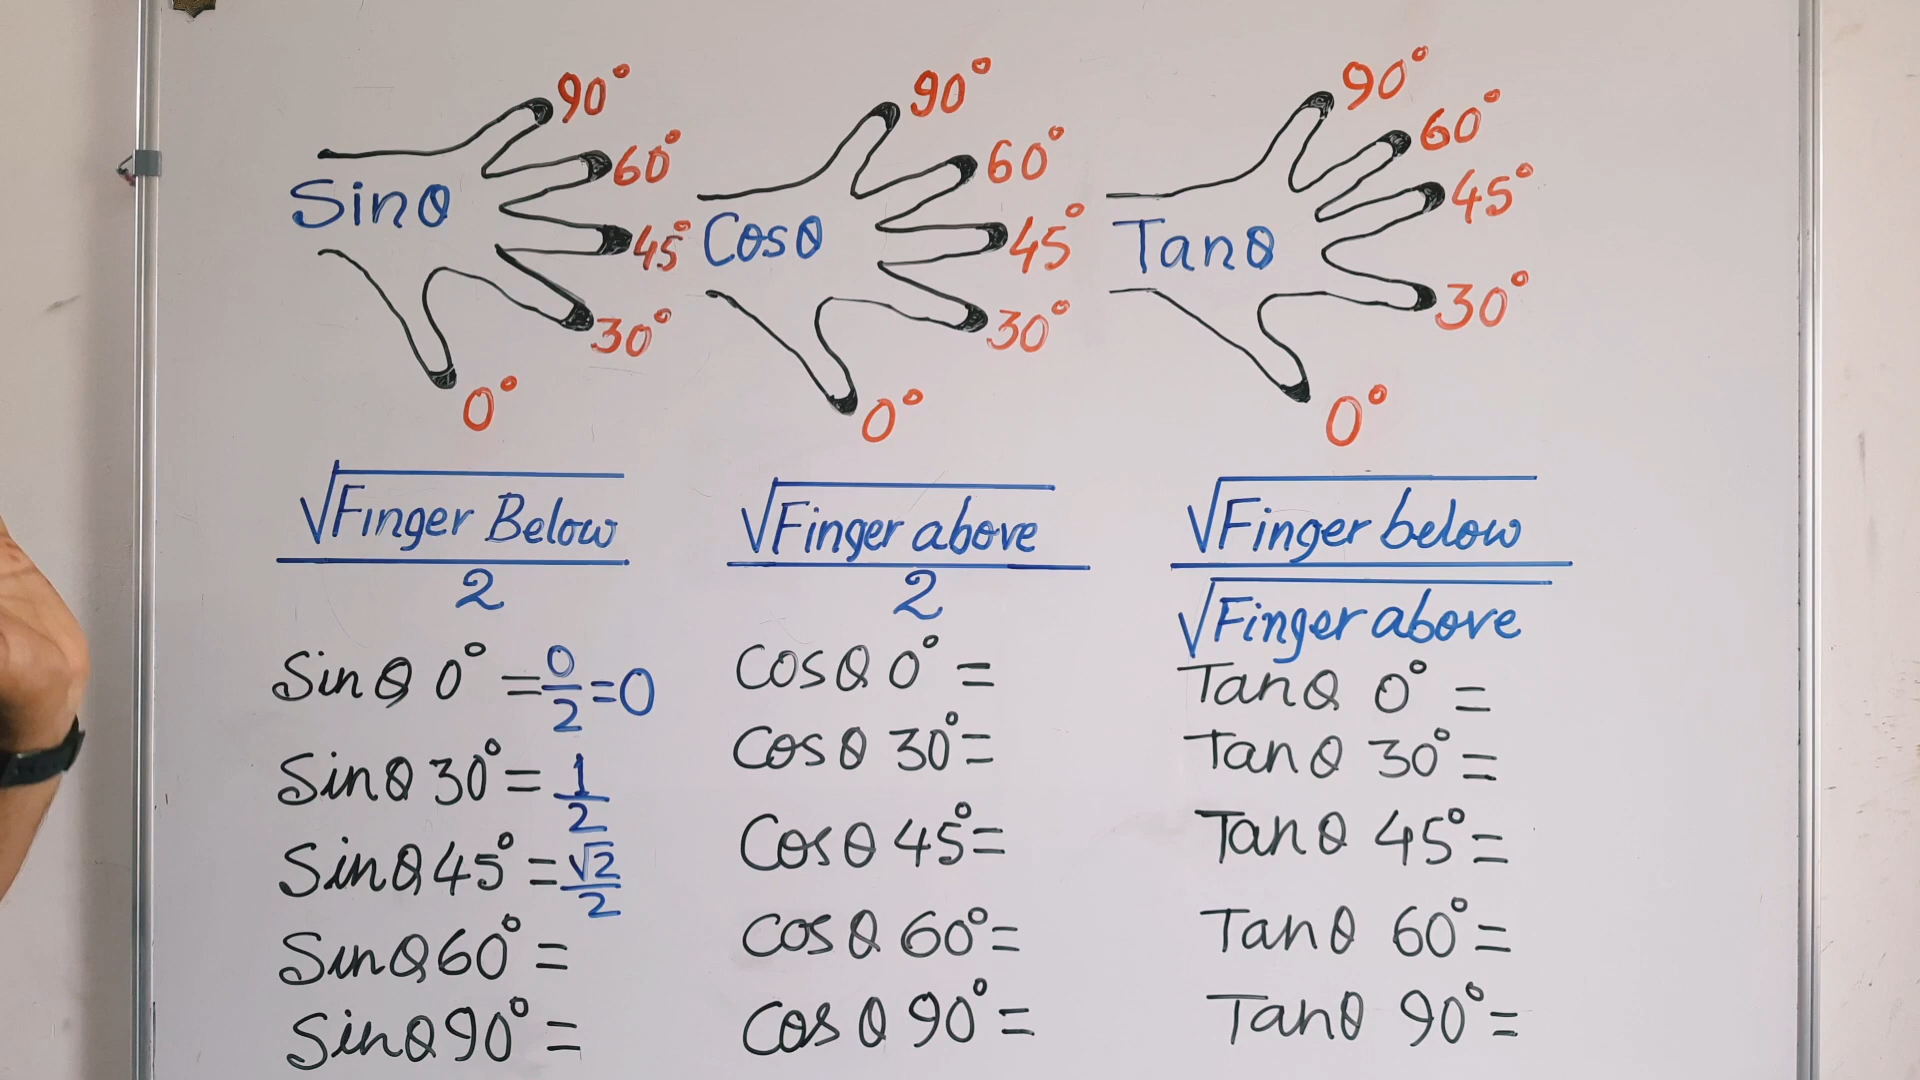 90°
60°
45°
30°
0°
Sinθ
90°
60°
45°
30°
0°
Cosθ
90°
60°
45°
30°
0°
Tanθ
√Finger Below
2
Sinθ 0° = 0/2 = 0
Sinθ 30° = 1/2
Sinθ 45° = √2/2
Sinθ 60° =
Sinθ 90° =
√Finger above
2
Cosθ 0° =
Cosθ 30° =
Cosθ 45° =
Cosθ 60° =
Cosθ 90° =
√Finger below
√Finger above
Tanθ 0° =
Tanθ 30° =
Tanθ 45° =
Tanθ 60° =
Tanθ 90° =